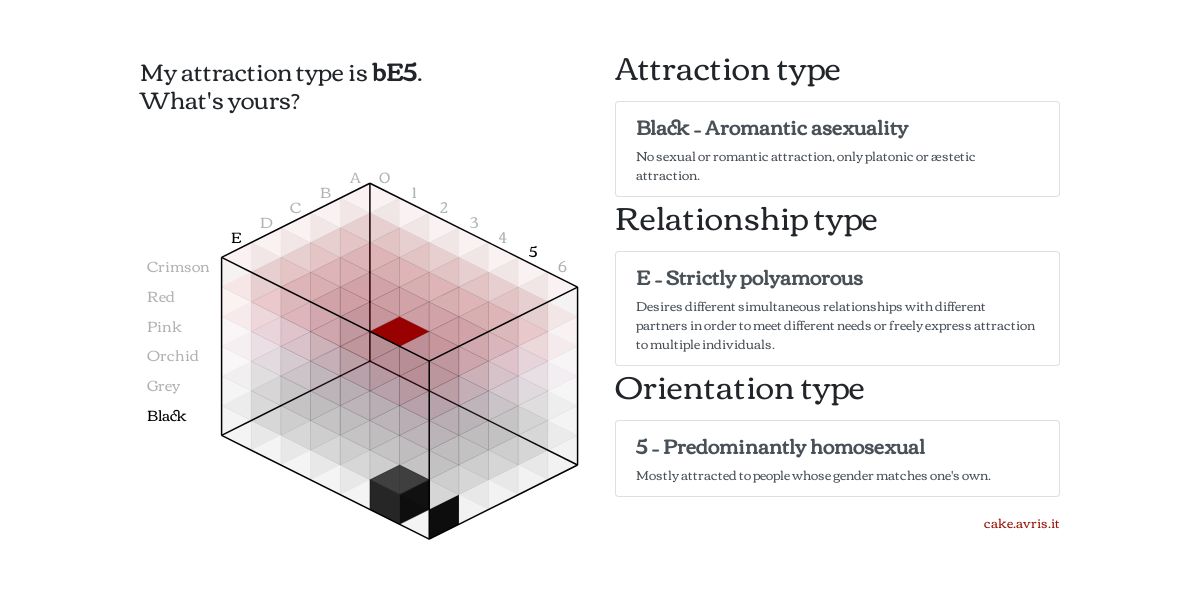 My attraction type is bE5.
What's yours?
A O
B 1
C 2
D 3
E 4
5
6
Crimson
Red
Pink
Orchid
Grey
Black
Attraction type
Black – Aromantic asexuality
No sexual or romantic attraction, only platonic or æstetic
attraction.
Relationship type
E – Strictly polyamorous
Desires different simultaneous relationships with different
partners in order to meet different needs or freely express attraction
to multiple individuals.
Orientation type
5 – Predominantly homosexual
Mostly attracted to people whose gender matches one's own.
cake.avris.it